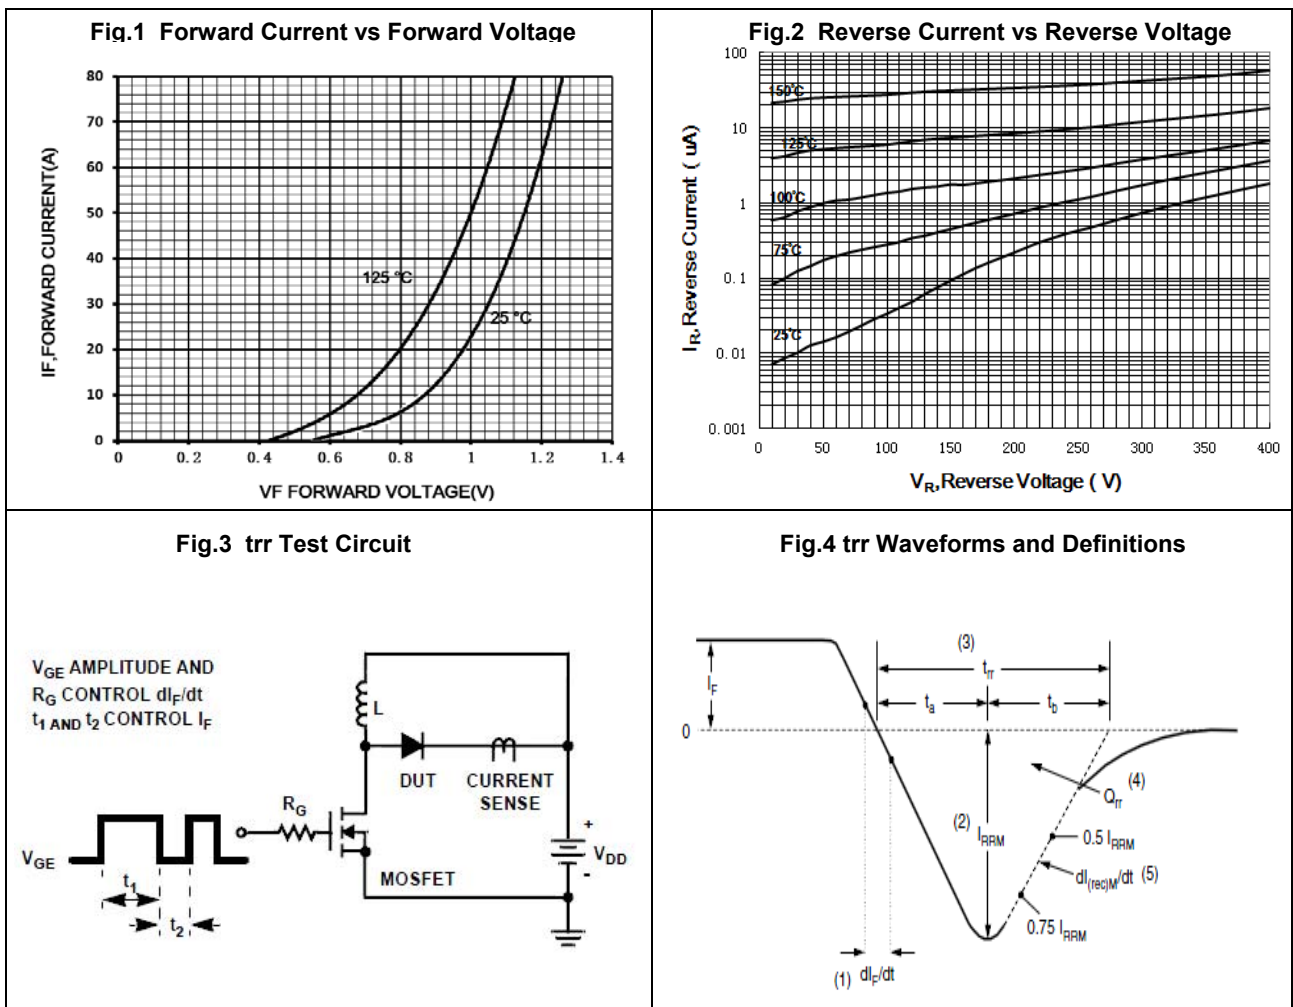 Fig.1 Forward Current vs Forward Voltage
80
70
60
50
40
30
20
10
0
0 0.2 0.4 0.6 0.8 1 1.2 1.4
IF,FORWARD CURRENT(A)
125 °C
25 °C
VF FORWARD VOLTAGE(V)
Fig.2 Reverse Current vs Reverse Voltage
100
10
1
0.1
0.01
0.001
0 50 100 150 200 250 300 350 400
IR,Reverse Current ( uA)
150℃
125℃
100℃
75℃
25℃
VR,Reverse Voltage ( V)
Fig.3 trr Test Circuit
VGE AMPLITUDE AND
RG CONTROL dIF/dt
t1 AND t2 CONTROL IF
L
DUT
CURRENT
SENSE
RG
+
VDD
-
VGE
MOSFET
t1
t2
Fig.4 trr Waveforms and Definitions
(3)
trr
IF
ta
tb
0
Qrr (4)
(2) IRRM
0.5 IRRM
dI(rec)M/dt (5)
0.75 IRRM
(1) dIF/dt